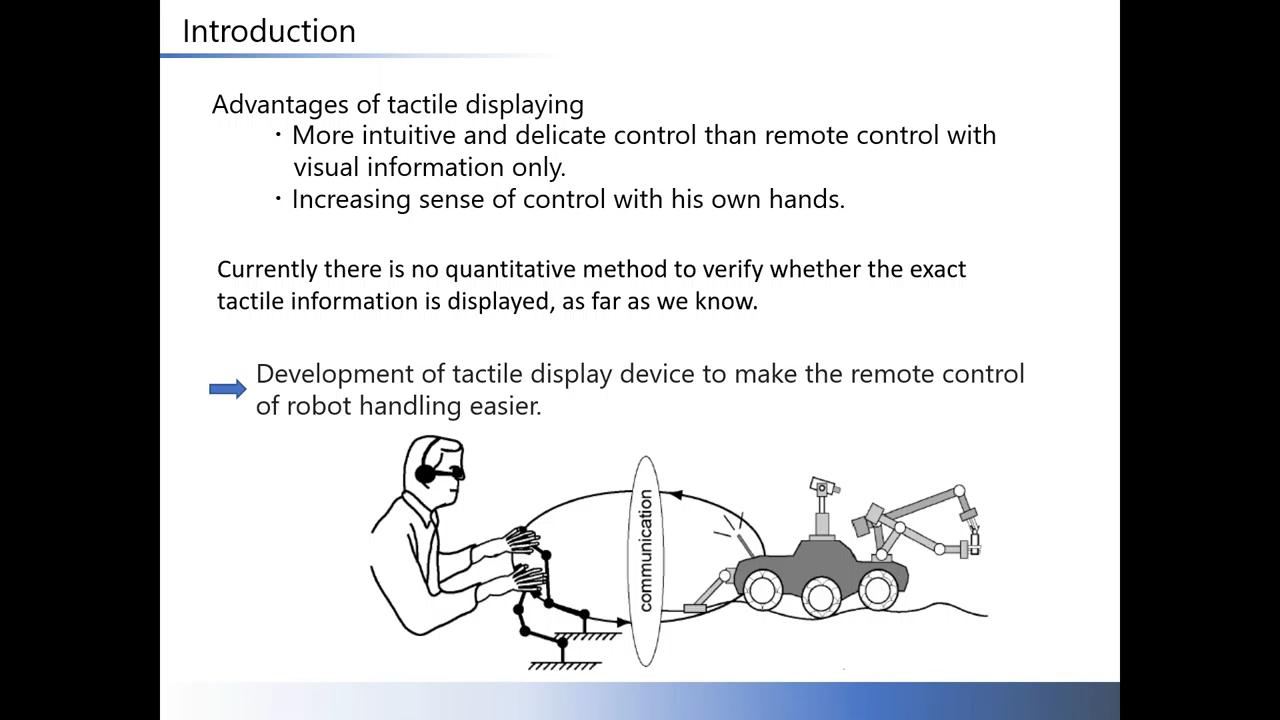 Introduction
Advantages of tactile displaying
・More intuitive and delicate control than remote control with
visual information only.
・Increasing sense of control with his own hands.
Currently there is no quantitative method to verify whether the exact
tactile information is displayed, as far as we know.
Development of tactile display device to make the remote control
of robot handling easier.
communication